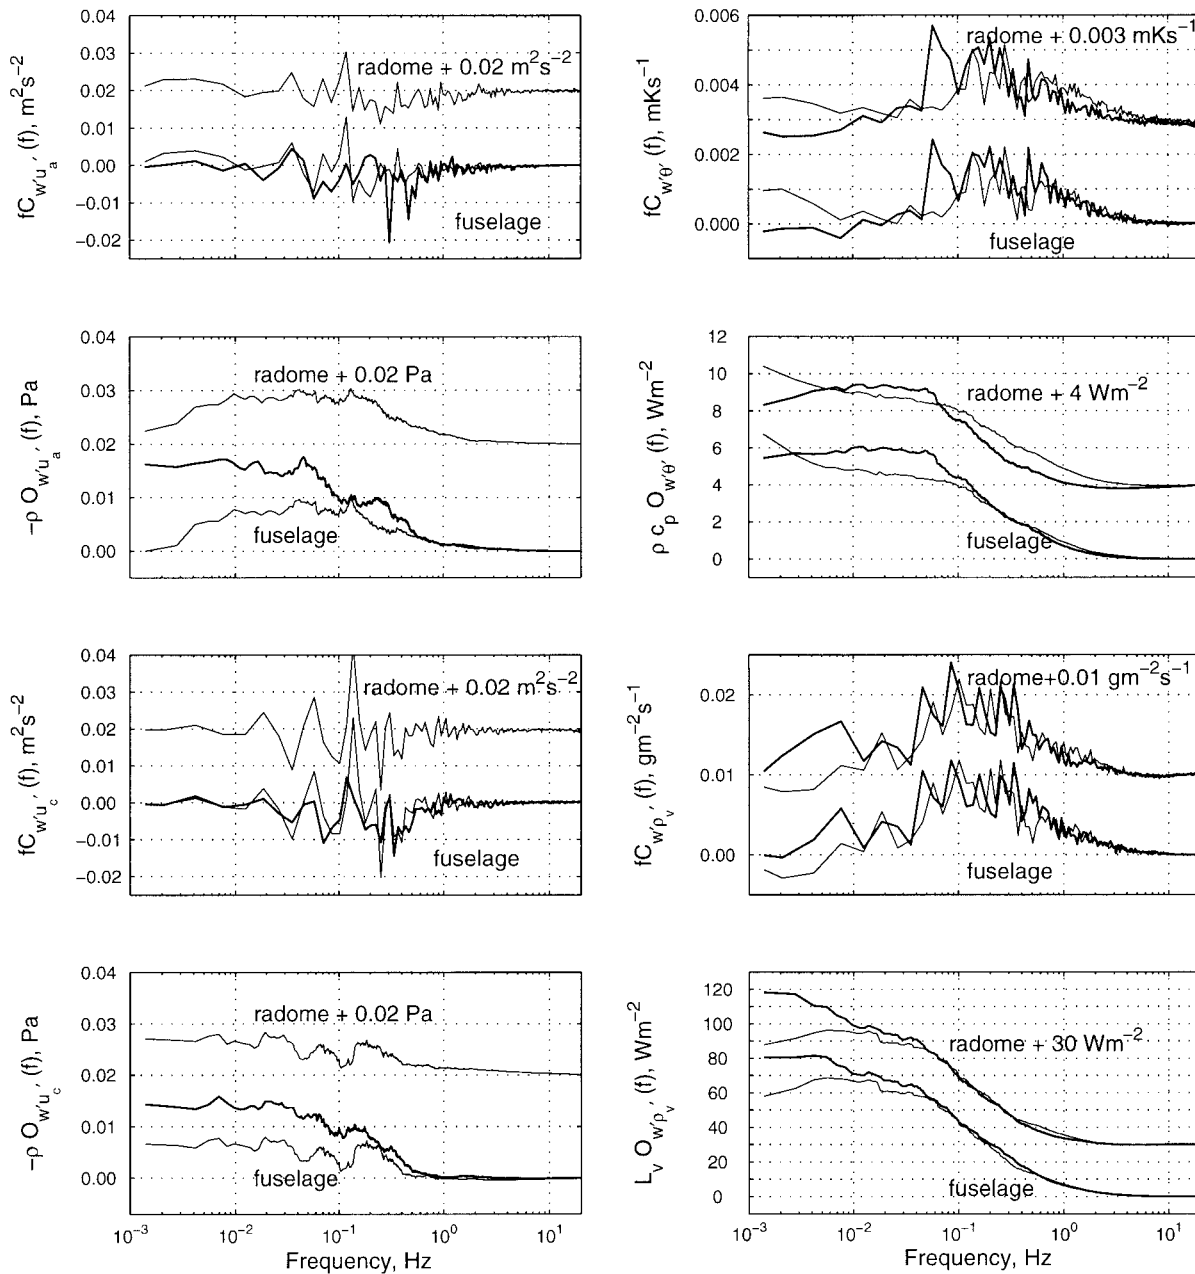 0.04
0.03
0.02
0.01
0.00
−0.01
−0.02
fC_w′u_a′ (f), m²s⁻²
radome + 0.02 m²s⁻²
fuselage
0.006
0.004
0.002
0.000
fC_w′θ′ (f), mKs⁻¹
radome + 0.003 mKs⁻¹
fuselage
0.04
0.03
0.02
0.01
0.00
−ρ O_w′u_a′ (f), Pa
radome + 0.02 Pa
fuselage
12
10
8
6
4
2
0
ρ c_p O_w′θ′ (f), Wm⁻²
radome + 4 Wm⁻²
fuselage
0.04
0.03
0.02
0.01
0.00
−0.01
−0.02
fC_w′u_c′ (f), m²s⁻²
radome + 0.02 m²s⁻²
fuselage
0.02
0.01
0.00
fC_w′ρ_v′ (f), gm⁻²s⁻¹
radome+0.01 gm⁻²s⁻¹
fuselage
0.04
0.03
0.02
0.01
0.00
−ρ O_w′u_c′ (f), Pa
radome + 0.02 Pa
fuselage
10⁻³ 10⁻² 10⁻¹ 10⁰ 10¹
Frequency, Hz
120
100
80
60
40
20
0
L_v O_w′ρ_v′ (f), Wm⁻²
radome + 30 Wm⁻²
fuselage
10⁻³ 10⁻² 10⁻¹ 10⁰ 10¹
Frequency, Hz